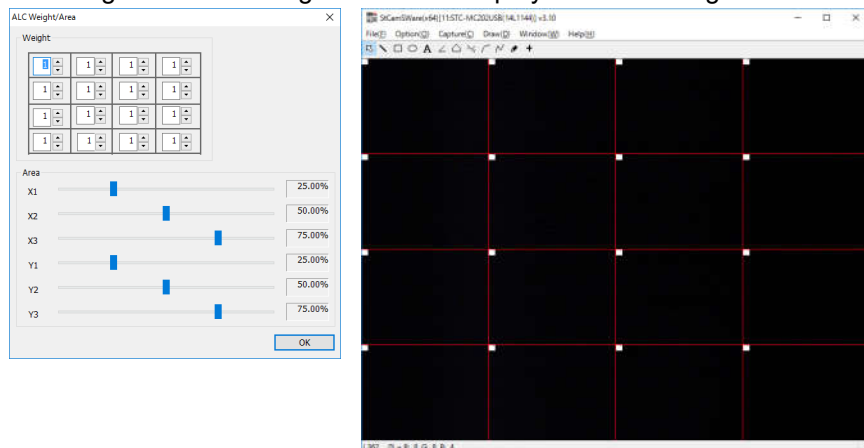 ALC Weight/Area
Weight
1 1 1 1
1 1 1 1
1 1 1 1
1 1 1 1
Area
X1 25.00%
X2 50.00%
X3 75.00%
Y1 25.00%
Y2 50.00%
Y3 75.00%
OK
StCamSWare(x64)[11:STC-MC202USB(14L1144)] v3.10
File(F) Option(O) Capture(C) Draw(D) Window(W) Help(H)
A